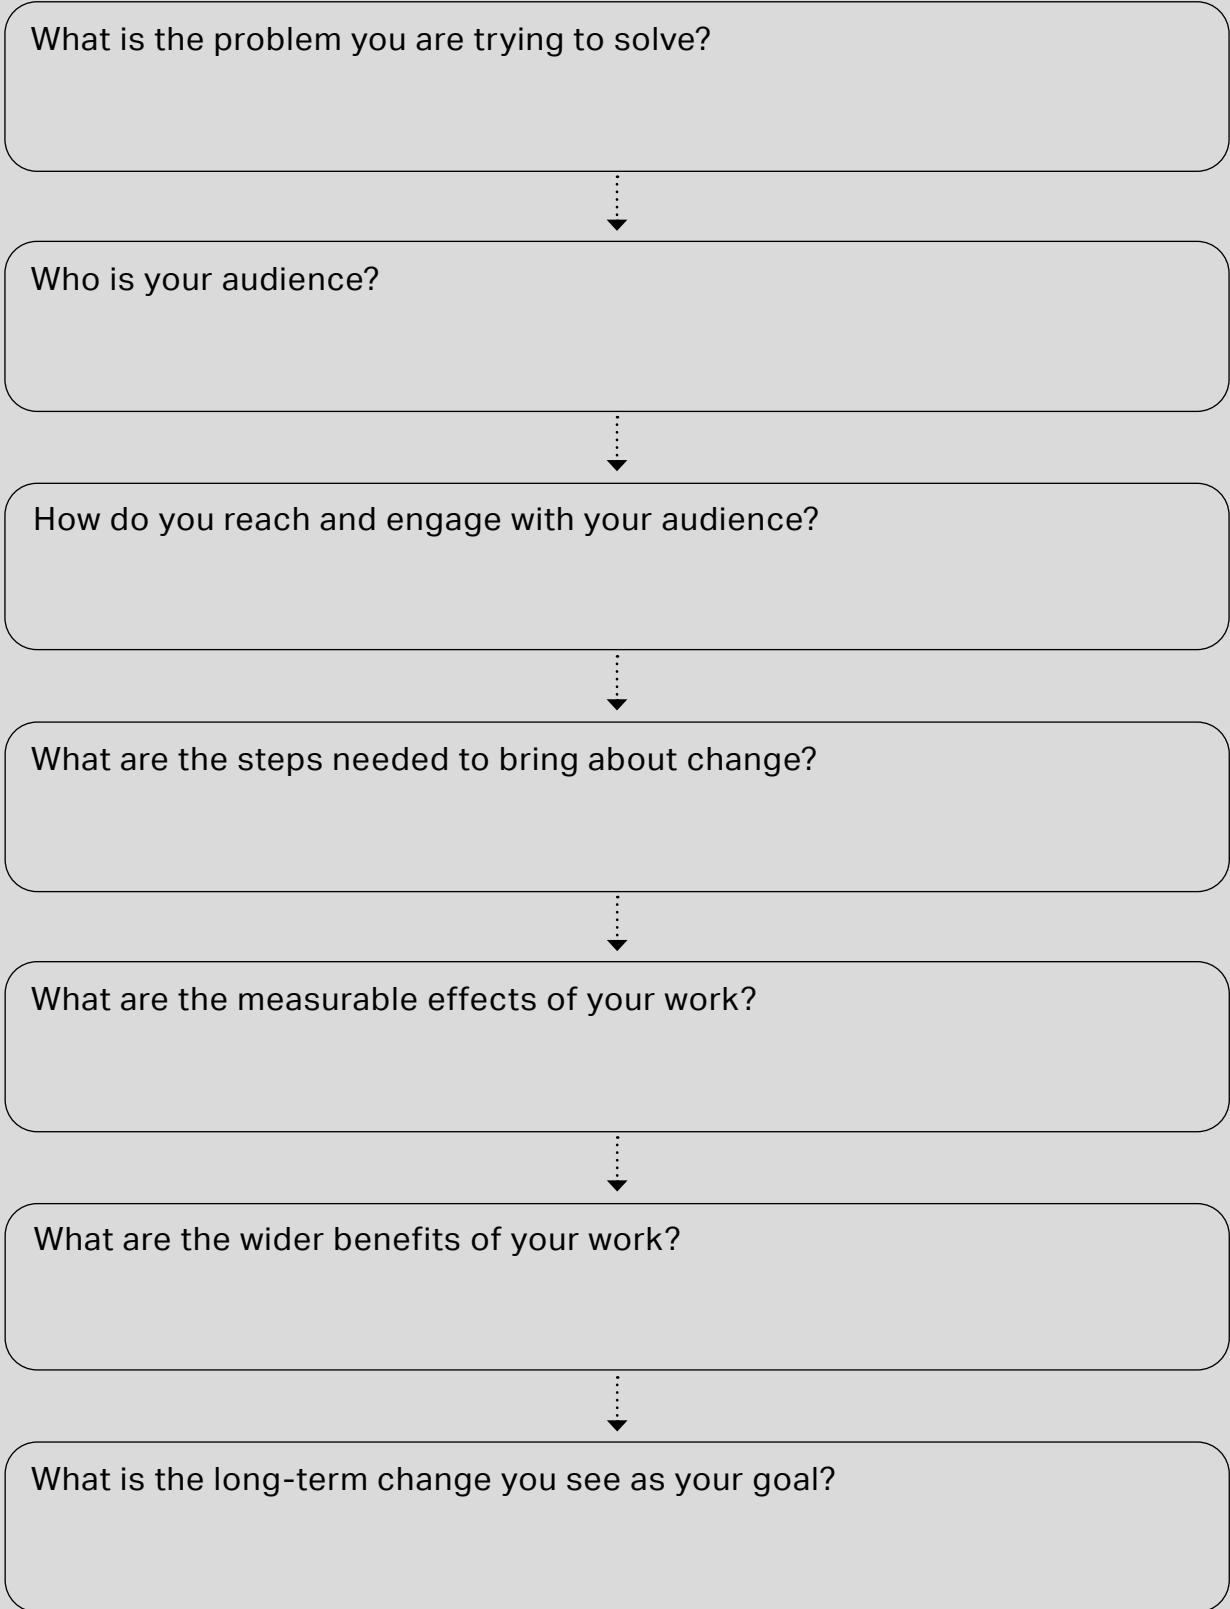 What is the problem you are trying to solve?
Who is your audience?
How do you reach and engage with your audience?
What are the steps needed to bring about change?
What are the measurable effects of your work?
What are the wider benefits of your work?
What is the long-term change you see as your goal?